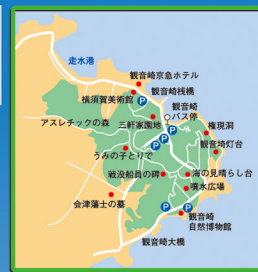 走水港
観音崎京急ホテル
横須賀美術館
観音崎桟橋
P
観音崎
バス停
アスレチックの森
三軒家園地
P
権現洞
P
観音埼灯台
うみの子とりで
戦没船員の碑
海の見晴らし台
噴水広場
会津藩士の墓
P
P
観音崎
自然博物館
観音崎大橋